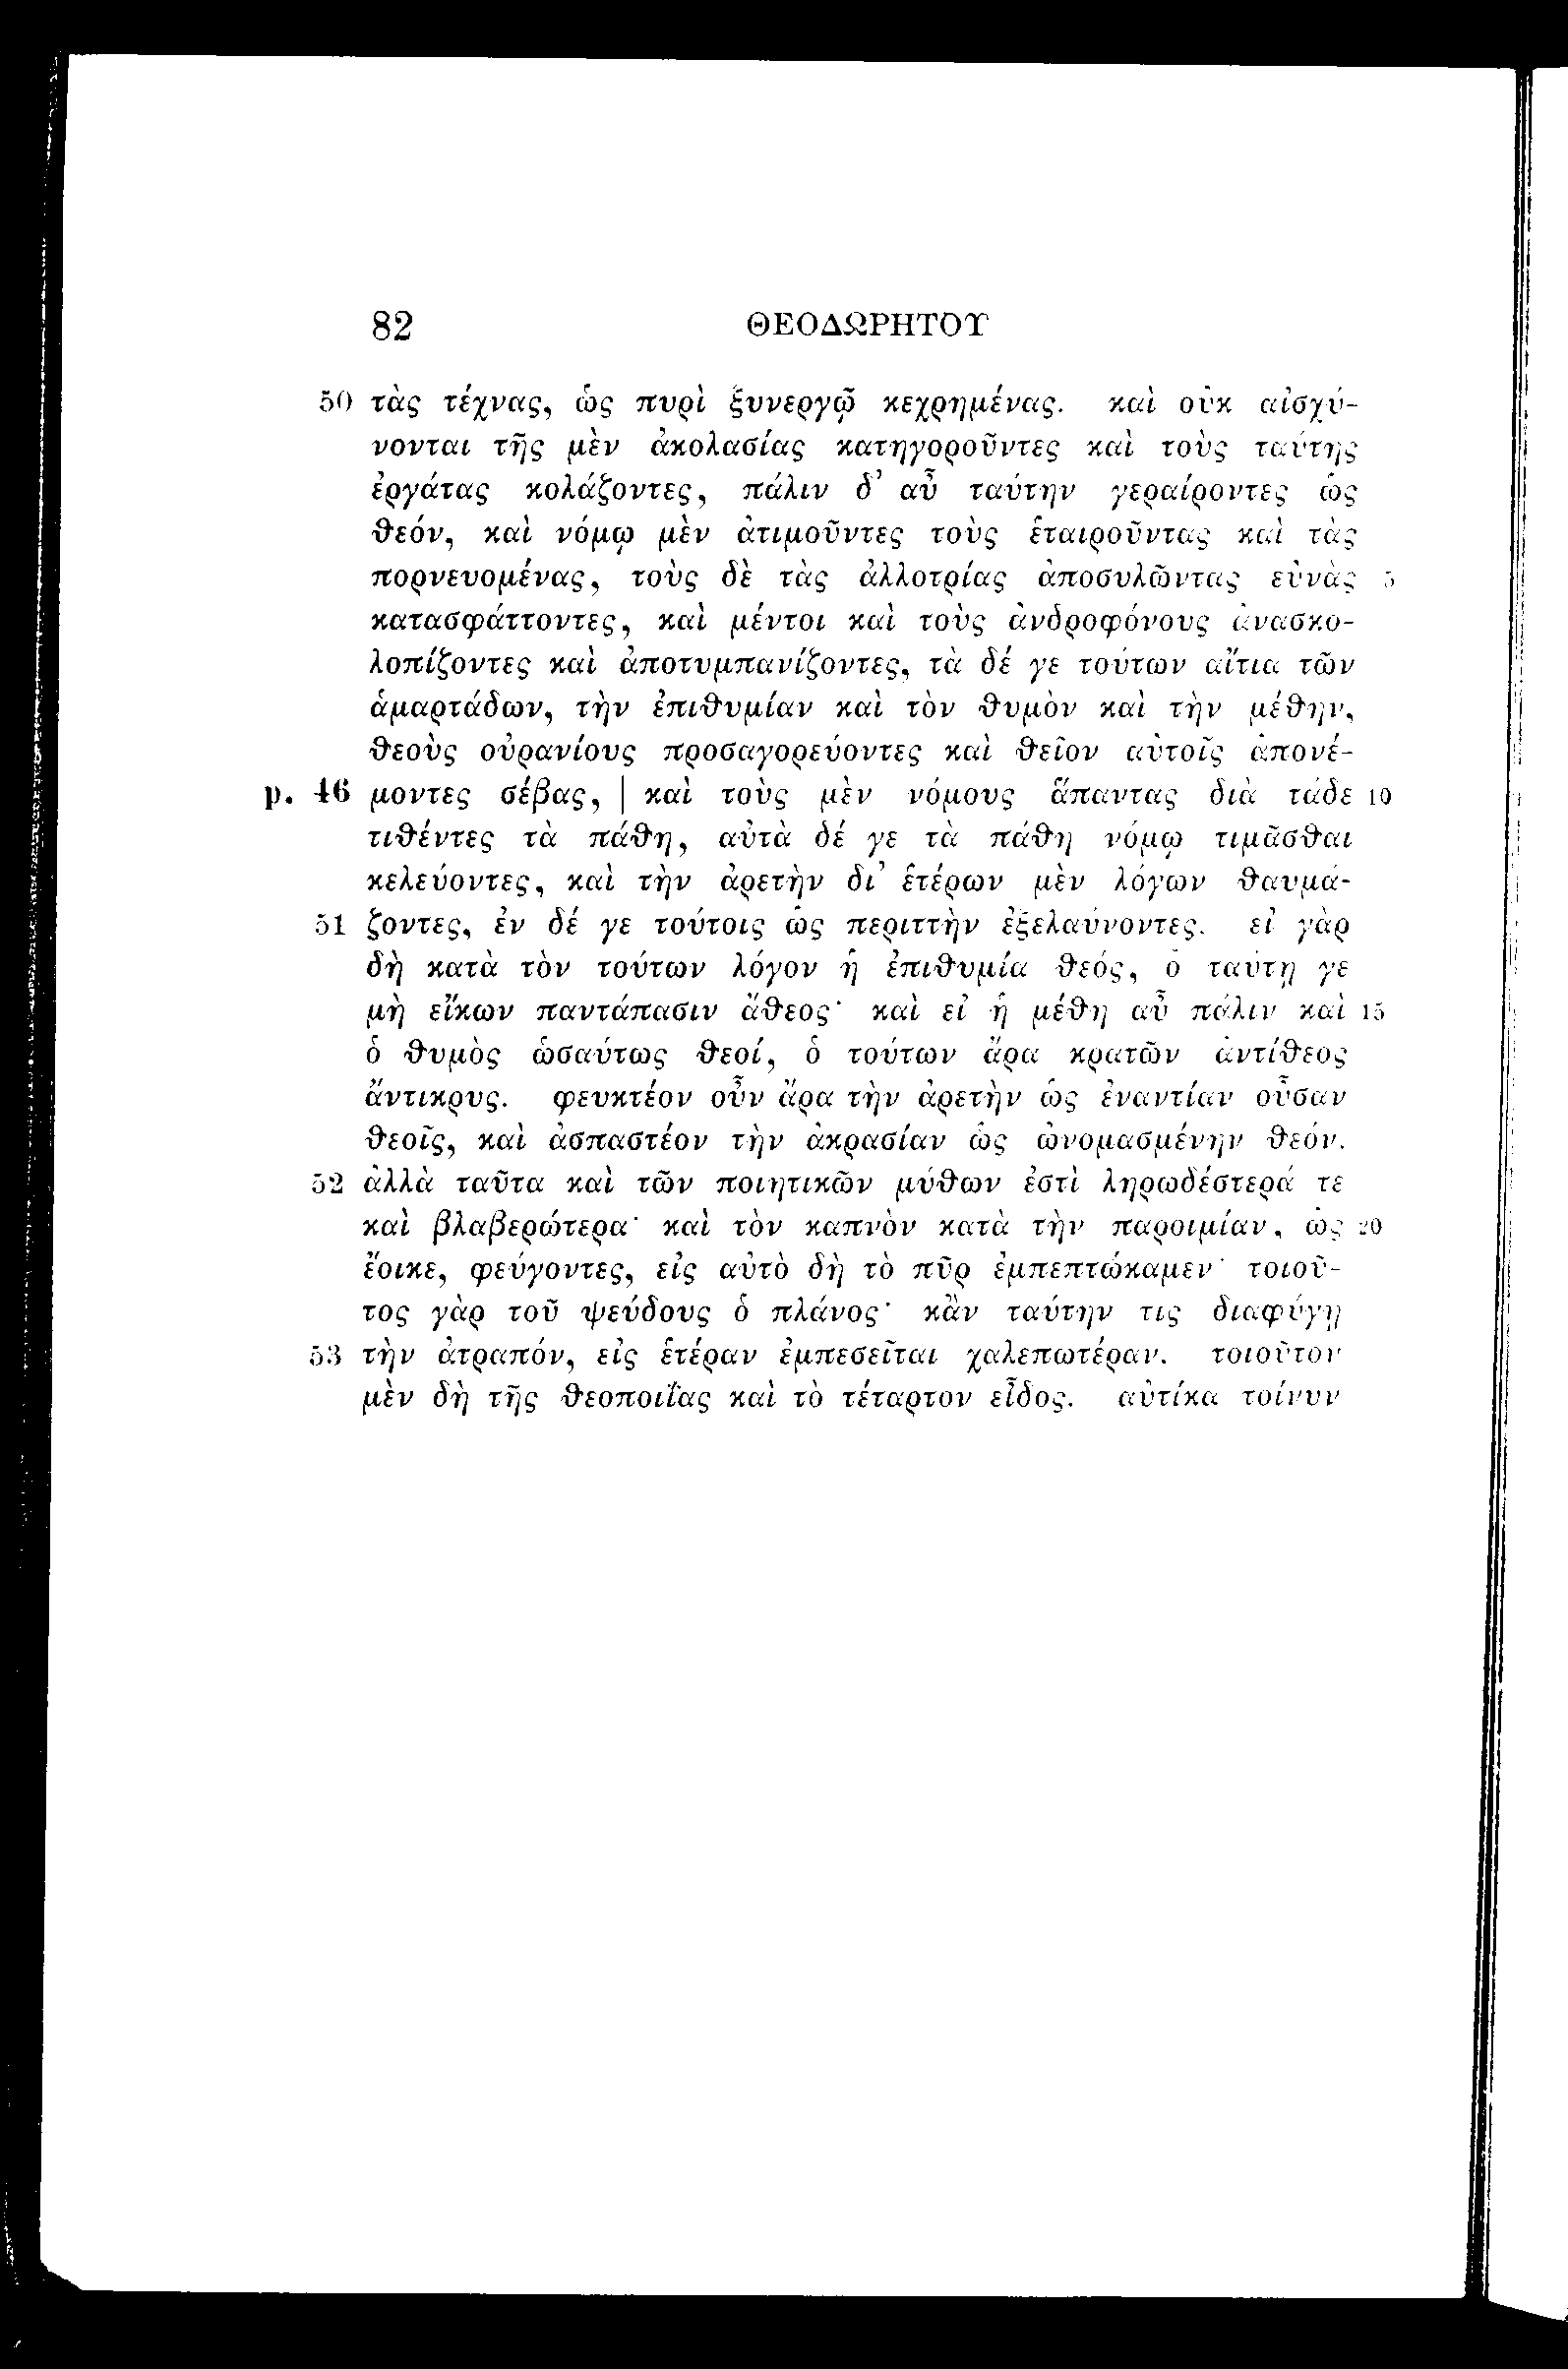 82 ΘΕΟΔΩΡΗΤΟΥ
50 τὰς τέχνας, ὡς πυρὶ ξυνεργῷ κεχρημένας. καὶ οὐκ αἰσχύ-
νονται τῆς μὲν ἀκολασίας κατηγοροῦντες καὶ τοὺς ταύτης
ἐργάτας κολάζοντες, πάλιν δ’ αὖ ταύτην γεραίροντες ὡς
θεόν, καὶ νόμῳ μὲν ἀτιμοῦντες τοὺς ἑταιροῦντας καὶ τὰς
πορνευομένας, τοὺς δὲ τὰς ἀλλοτρίας ἀποσυλῶντας εὐνὰς 5
κατασφάττοντες, καὶ μέντοι καὶ τοὺς ἀνδροφόνους ἀνασκο-
λοπίζοντες καὶ ἀποτυμπανίζοντες, τὰ δέ γε τούτων αἴτια τῶν
ἁμαρτάδων, τὴν ἐπιθυμίαν καὶ τὸν θυμὸν καὶ τὴν μέθην,
θεοὺς οὐρανίους προσαγορεύοντες καὶ θεῖον αὐτοῖς ἀπονέ-
p. 46 μοντες σέβας, | καὶ τοὺς μὲν νόμους ἅπαντας διὰ τάδε 10
τιθέντες τὰ πάθη, αὐτὰ δέ γε τὰ πάθη νόμῳ τιμᾶσθαι
κελεύοντες, καὶ τὴν ἀρετὴν δι’ ἑτέρων μὲν λόγων θαυμά-
51 ζοντες, ἐν δέ γε τούτοις ὡς περιττὴν ἐξελαύνοντες. εἰ γὰρ
δὴ κατὰ τὸν τούτων λόγον ἡ ἐπιθυμία θεός, ὁ ταύτῃ γε
μὴ εἴκων παντάπασιν ἄθεος· καὶ εἰ ἡ μέθη αὖ πάλιν καὶ 15
ὁ θυμὸς ὡσαύτως θεοί, ὁ τούτων ἄρα κρατῶν ἀντίθεος
ἄντικρυς. φευκτέον οὖν ἄρα τὴν ἀρετὴν ὡς ἐναντίαν οὖσαν
θεοῖς, καὶ ἀσπαστέον τὴν ἀκρασίαν ὡς ὠνομασμένην θεόν.
52 ἀλλὰ ταῦτα καὶ τῶν ποιητικῶν μύθων ἐστὶ ληρωδέστερά τε
καὶ βλαβερώτερα· καὶ τὸν καπνὸν κατὰ τὴν παροιμίαν, ὡς 20
ἔοικε, φεύγοντες, εἰς αὐτὸ δὴ τὸ πῦρ ἐμπεπτώκαμεν· τοιοῦ-
τος γὰρ τοῦ ψεύδους ὁ πλάνος· κἂν ταύτην τις διαφύγῃ
53 τὴν ἀτραπόν, εἰς ἑτέραν ἐμπεσεῖται χαλεπωτέραν. τοιοῦτον
μὲν δὴ τῆς θεοποιΐας καὶ τὸ τέταρτον εἶδος. αὐτίκα τοίνυν